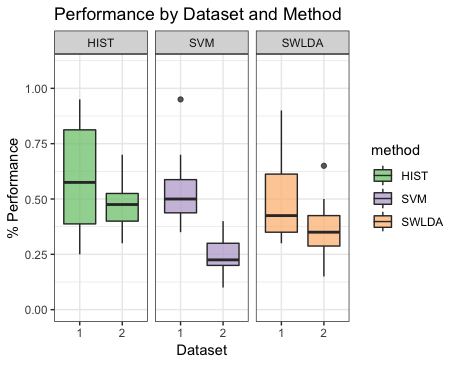 Performance by Dataset and Method
HIST SVM SWLDA
% Performance
1.00
0.75
0.50
0.25
0.00
1 2 1 2 1 2
Dataset
method
HIST
SVM
SWLDA